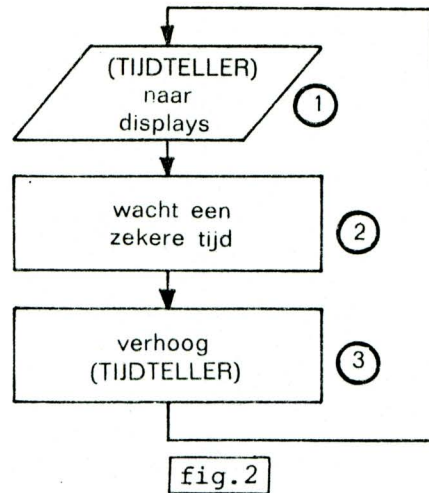 (TIJDTELLER)
naar
displays
1
wacht een
zekere tijd
2
verhoog
(TIJDTELLER)
3
fig.2